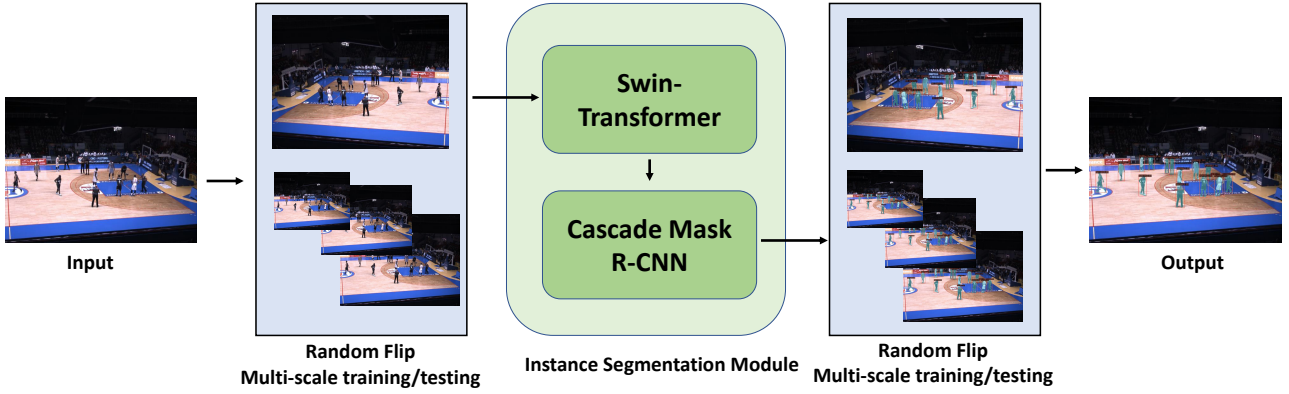 Input
Random Flip
Multi-scale training/testing
Swin-
Transformer
Cascade Mask
R-CNN
Instance Segmentation Module
Random Flip
Multi-scale training/testing
Output